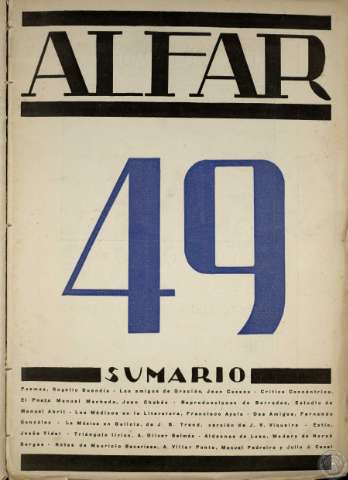 ALFAR
49
SUMARIO
Poemas, Rogelio Buendía - Los amigos de Gracián, Jean Cassou - Crítica Concéntrica,
El Poeta Manuel Machado, Jean Chabás - Reproducciones de Barradas, Estudio de
Manuel Abril - Los Médicos en la Literatura, Francisco Ayala - Dos Amigos, Fernando
González - La Música en Galicia, de J. B. Trend, versión de J. V. Viqueira - Estío,
Jesús Vidal - Triángulo lírico, A. Oliver Belmás - Aldeanas de Luao, Madera de Norah
Borges - Notas de Mauricio Bacarisse, A. Villar Ponte, Manuel Pedreira y Julio J. Casal